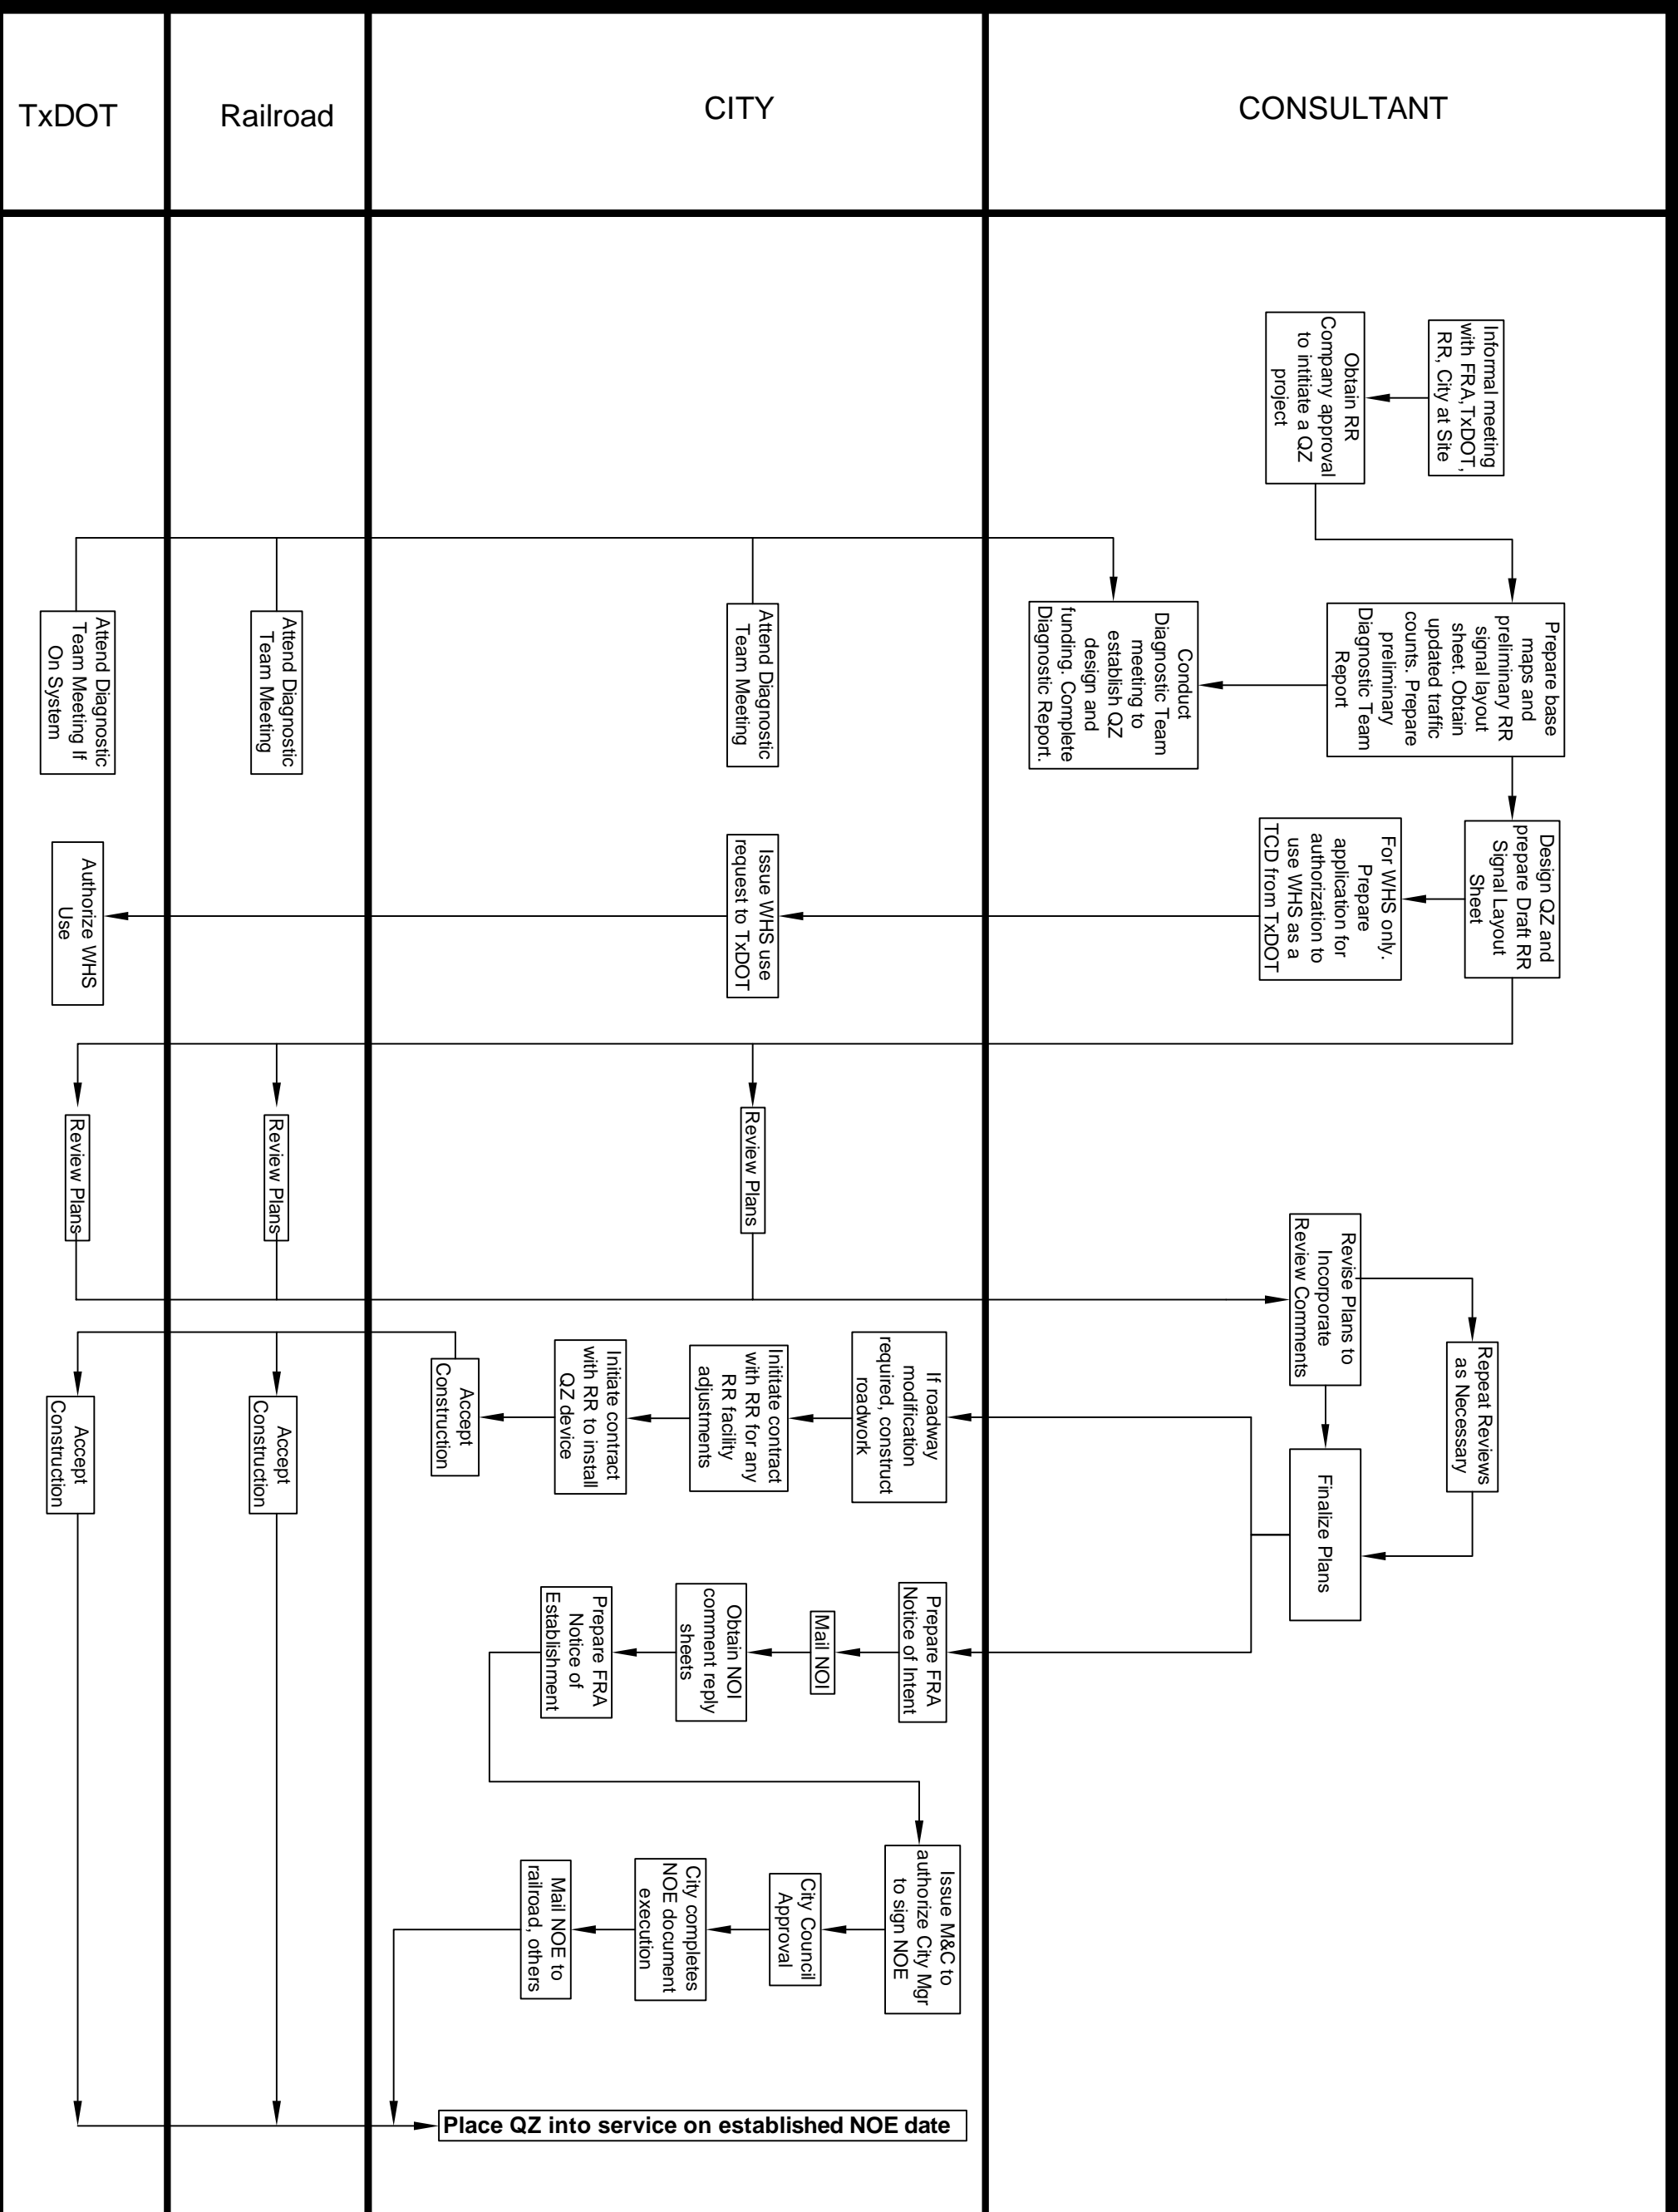 TxDOT
Railroad
CITY
CONSULTANT
Informal meeting
with FRA,TxDOT,
RR, City at Site
Obtain RR
Company approval
to intitiate a QZ
project
Prepare base
maps and
preliminary RR
signal layout
sheet. Obtain
updated traffic
counts. Prepare
preliminary
Diagnostic Team
Report
Conduct
Diagnostic Team
meeting to
establish QZ
design and
funding. Complete
Diagnostic Report.
Attend Diagnostic
Team Meeting
Attend Diagnostic
Team Meeting
Attend Diagnostic
Team Meeting If
On System
Design QZ and
prepare Draft RR
Signal Layout
Sheet
For WHS only.
Prepare
application for
authorization to
use WHS as a
TCD from TxDOT
Issue WHS use
request to TxDOT
Authorize WHS
Use
Review Plans
Review Plans
Review Plans
Revise Plans to
Incorporate
Review Comments
Repeat Reviews
as Necessary
Finalize Plans
If roadway
modification
required, construct
roadwork
Inititate contract
with RR for any
RR facility
adjustments
Initiate contract
with RR to install
QZ device
Accept
Construction
Accept
Construction
Accept
Construction
Prepare FRA
Notice of Intent
Mail NOI
Obtain NOI
comment reply
sheets
Prepare FRA
Notice of
Establishment
Issue M&C to
authorize City Mgr
to sign NOE
City Council
Approval
City completes
NOE document
execution
Mail NOE to
railroad, others
Place QZ into service on established NOE date